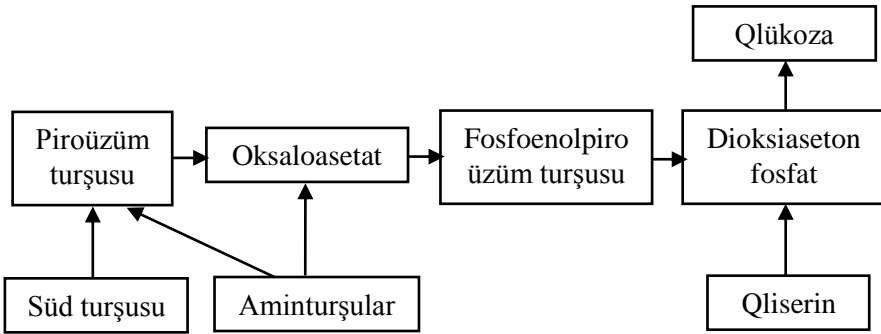 Qlükoza
Piroüzüm
turşusu
Oksaloasetat
Fosfoenolpiro
üzüm turşusu
Dioksiaseton
fosfat
Süd turşusu
Aminturşular
Qliserin